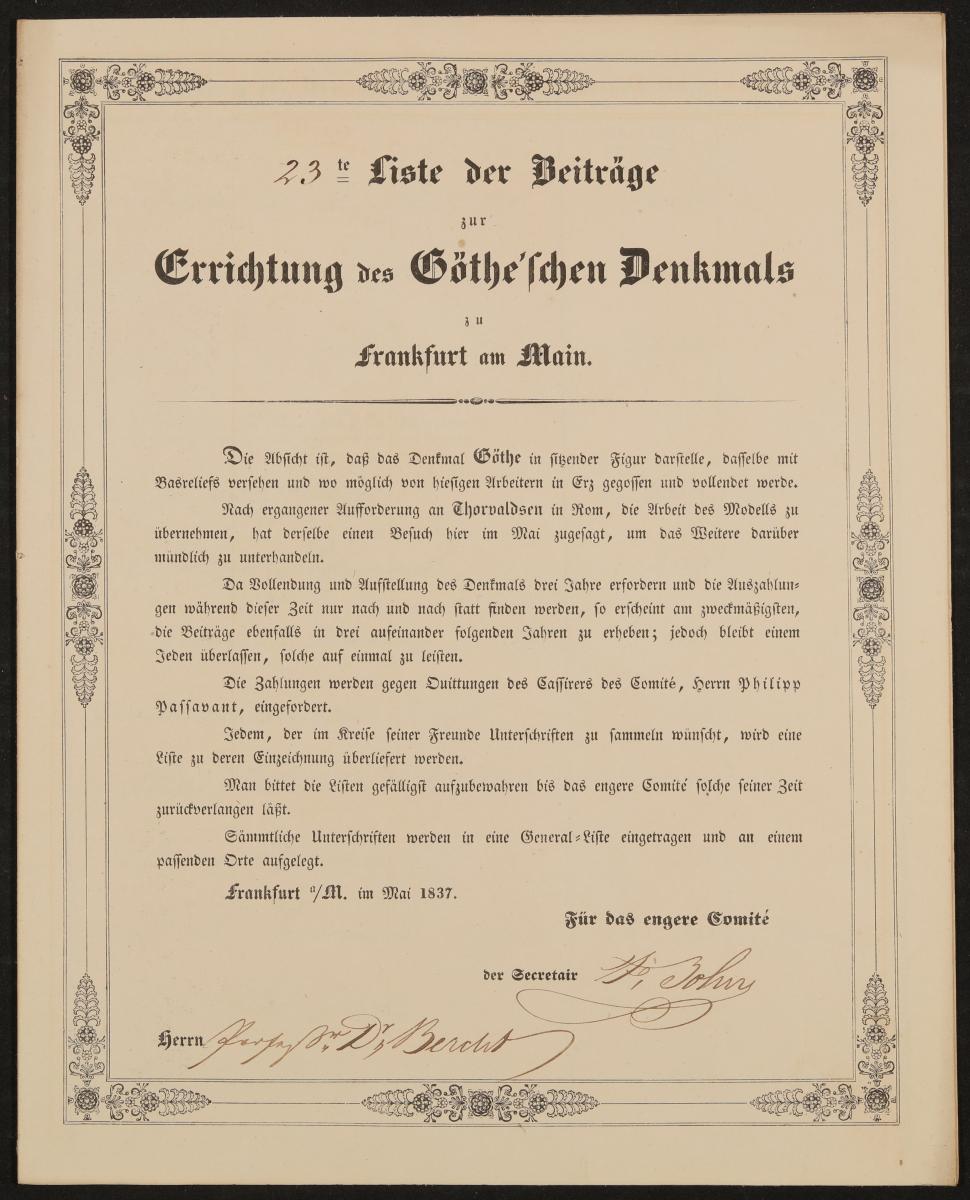 23te Liste der Beiträge
zur
Errichtung des Göthe'schen Denkmals
zu
Frankfurt am Main.
Die Absicht ist, daß das Denkmal Göthe in sitzender Figur darstelle, dasselbe mit
Basreliefs versehen und wo möglich von hiesigen Arbeitern in Erz gegossen und vollendet werde.
Nach ergangener Aufforderung an Thorvaldsen in Rom, die Arbeit des Modells zu
übernehmen, hat derselbe einen Besuch hier im Mai zugesagt, um das Weitere darüber
mündlich zu unterhandeln.
Da Vollendung und Aufstellung des Denkmals drei Jahre erfordern und die Auszahlun-
gen während dieser Zeit nur nach und nach statt finden werden, so erscheint am zweckmäßigsten,
die Beiträge ebenfalls in drei aufeinander folgenden Jahren zu erheben; jedoch bleibt einem
Jeden überlassen, solche auf einmal zu leisten.
Die Zahlungen werden gegen Quittungen des Cassirers des Comité, Herrn Philipp
Passavant, eingefordert.
Jedem, der im Kreise seiner Freunde Unterschriften zu sammeln wünscht, wird eine
Liste zu deren Einzeichnung überliefert werden.
Man bittet die Listen gefälligst aufzubewahren bis das engere Comité solche seiner Zeit
zurückverlangen läßt.
Sämmtliche Unterschriften werden in eine General-Liste eingetragen und an einem
passenden Orte aufgelegt.
Frankfurt a/M. im Mai 1837.
Für das engere Comité
der Secretair
Herrn Professor Dr Bercht